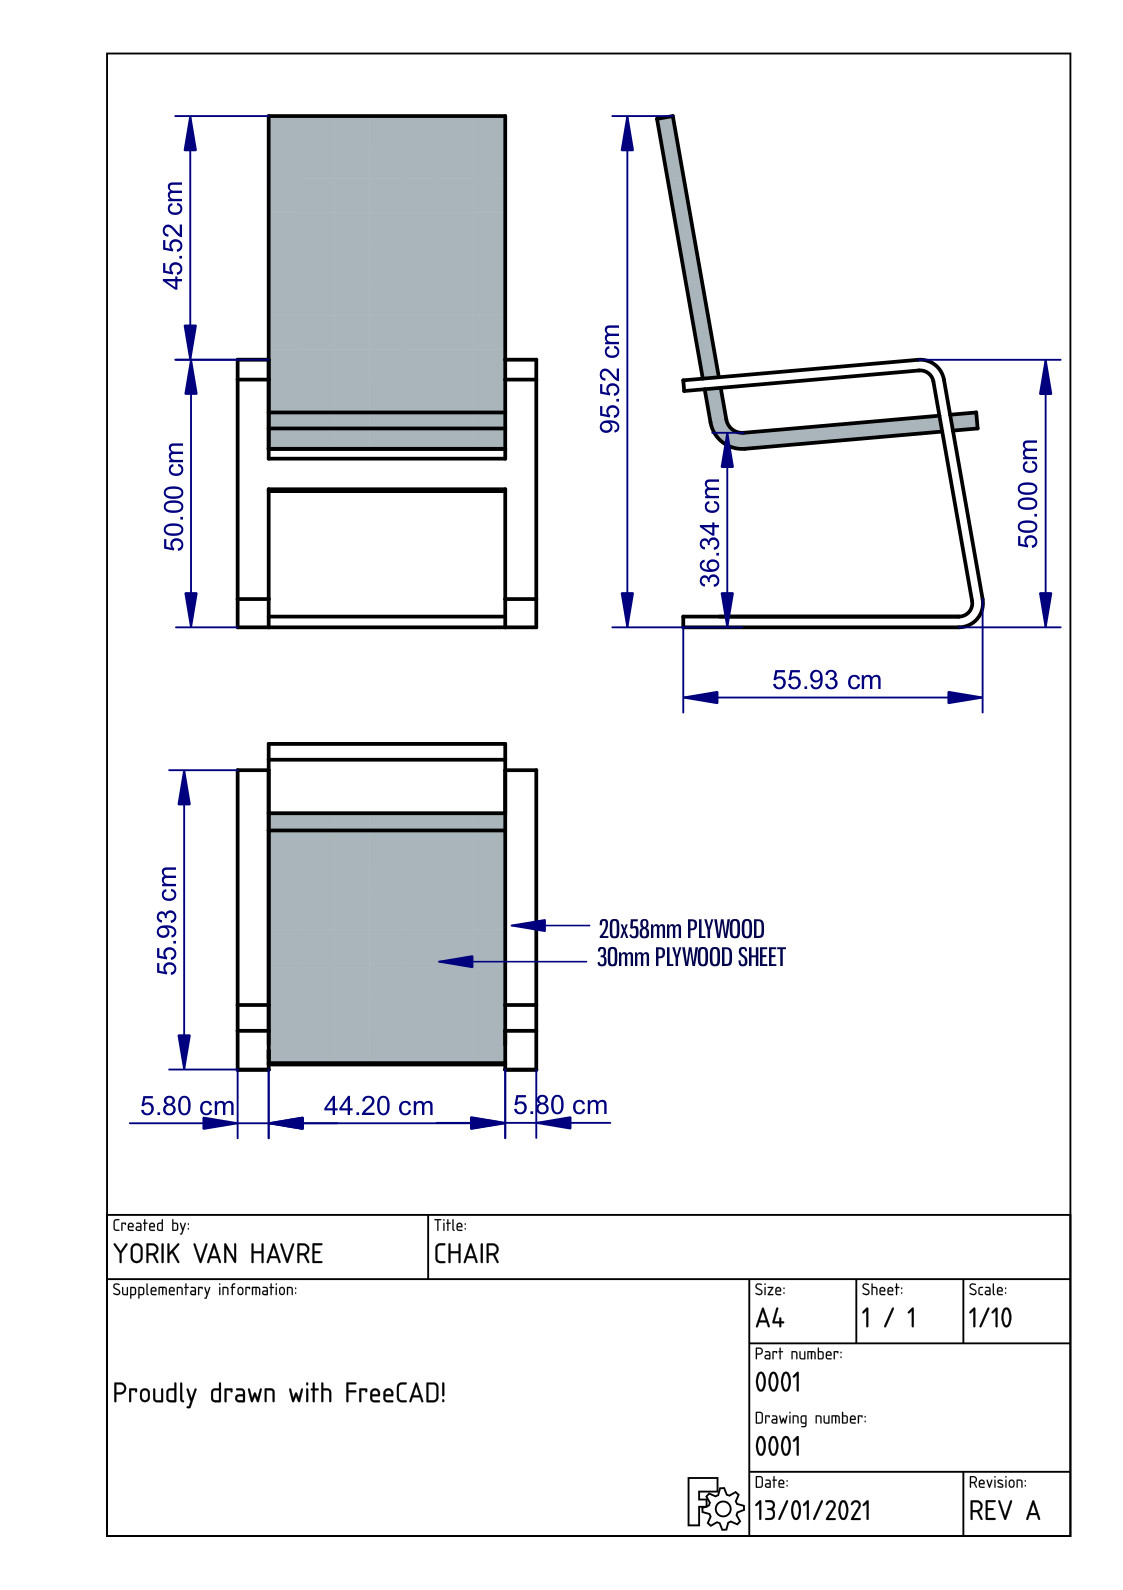 45.52 cm
50.00 cm
95.52 cm
36.34 cm
50.00 cm
55.93 cm
55.93 cm
20x58mm PLYWOOD
30mm PLYWOOD SHEET
5.80 cm
44.20 cm
5.80 cm
Created by:
YORIK VAN HAVRE
Title:
CHAIR
Supplementary information:
Proudly drawn with FreeCAD!
Size:
A4
Sheet:
1 / 1
Scale:
1/10
Part number:
0001
Drawing number:
0001
Date:
13/01/2021
Revision:
REV A